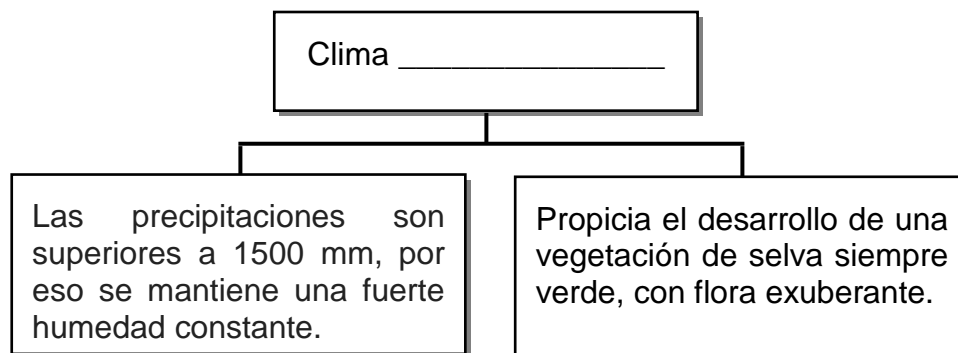 Clima _______________
Las precipitaciones son
superiores a 1500 mm, por
eso se mantiene una fuerte
humedad constante.
Propicia el desarrollo de una
vegetación de selva siempre
verde, con flora exuberante.